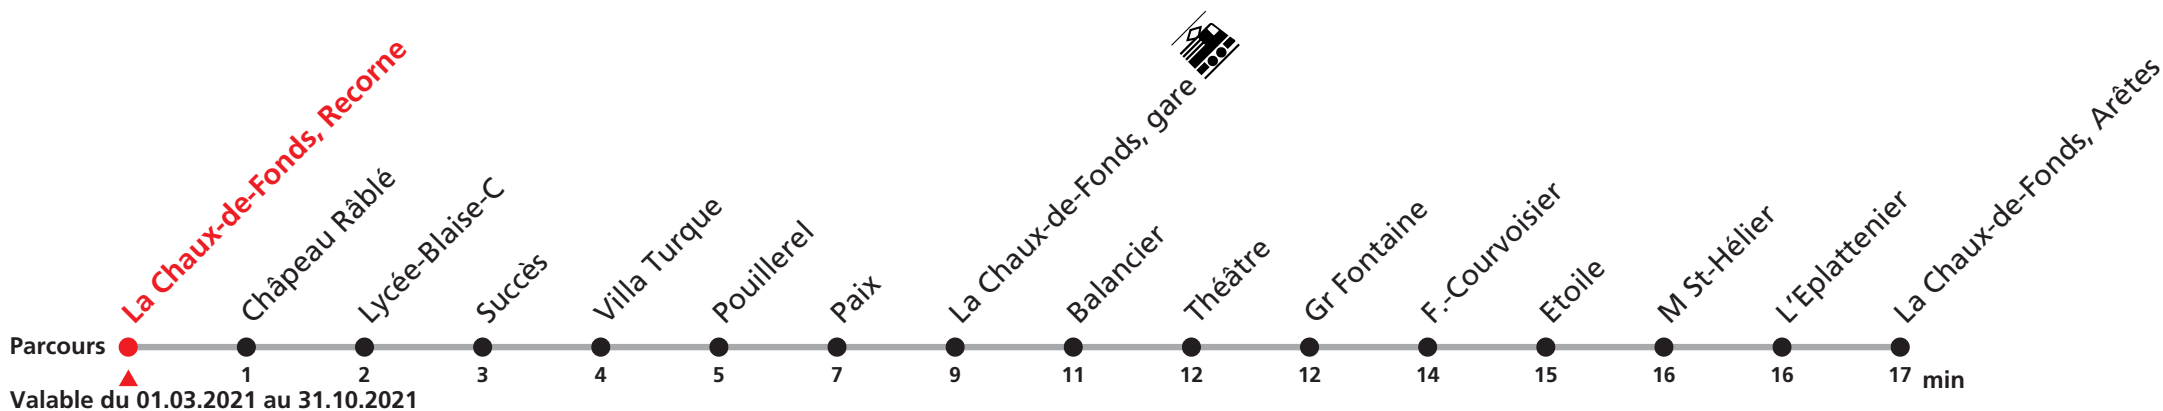 La Chaux-de-Fonds, Recorne
Châpeau Râblé
Lycée-Blaise-C
Succès
Villa Turque
Pouillerel
Paix
La Chaux-de-Fonds, gare
Balancier
Théâtre
Gr Fontaine
F.-Courvoisier
Etoile
M St-Hélier
L'Eplattenier
La Chaux-de-Fonds, Arêtes
Parcours
1 2 3 4 5 7 9 11 12 12 14 15 16 16 17 min
Valable du 01.03.2021 au 31.10.2021